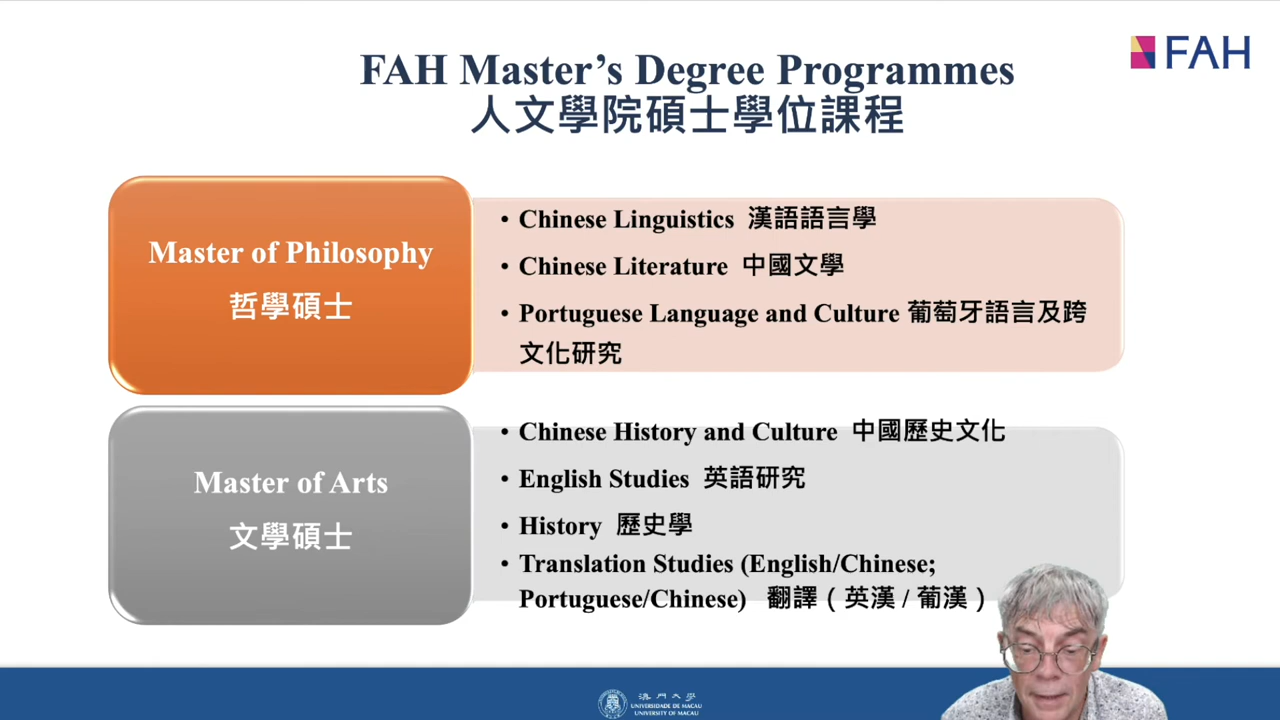 FAH
FAH Master's Degree Programmes
人文學院碩士學位課程
Master of Philosophy
哲學碩士
• Chinese Linguistics 漢語語言學
• Chinese Literature 中國文學
• Portuguese Language and Culture 葡萄牙語言及跨
文化研究
Master of Arts
文學碩士
• Chinese History and Culture 中國歷史文化
• English Studies 英語研究
• History 歷史學
• Translation Studies (English/Chinese;
Portuguese/Chinese) 翻譯（英漢 / 葡漢）
澳門大學
UNIVERSIDADE DE MACAU
UNIVERSITY OF MACAU